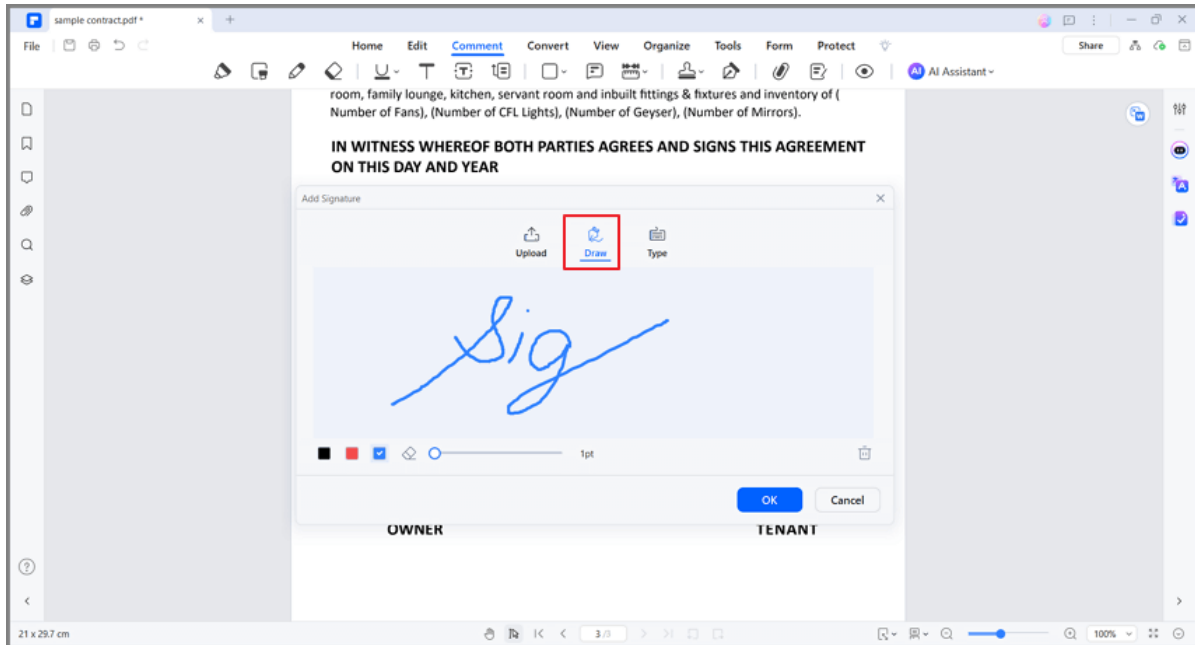 sample contract.pdf *
File
Home Edit Comment Convert View Organize Tools Form Protect
Share
AI AI Assistant
room, family lounge, kitchen, servant room and inbuilt fittings & fixtures and inventory of (
Number of Fans), (Number of CFL Lights), (Number of Geyser), (Number of Mirrors).
IN WITNESS WHEREOF BOTH PARTIES AGREES AND SIGNS THIS AGREEMENT
ON THIS DAY AND YEAR
Add Signature
Upload Draw Type
Sig
1pt
OK Cancel
OWNER TENANT
21 x 29.7 cm
3 /3
100%